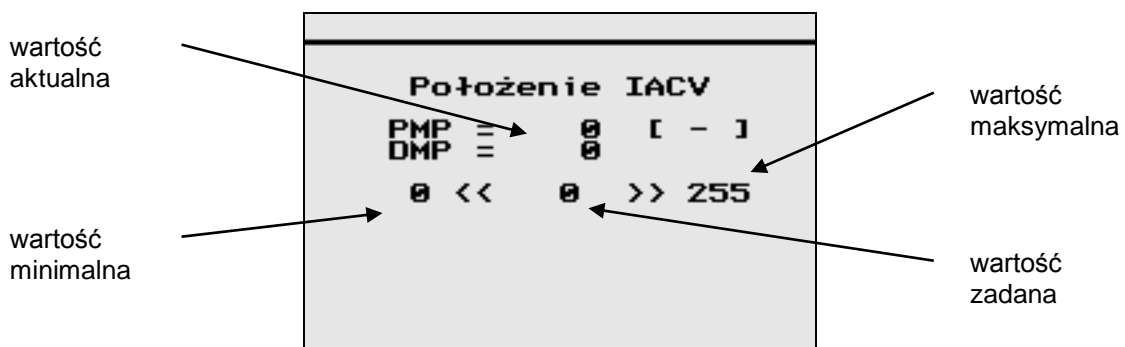 wartość
aktualna
Położenie IACV
PMP = 0 [ - ]
DMP = 0
0 << 0 >> 255
wartość
maksymalna
wartość
minimalna
wartość
zadana